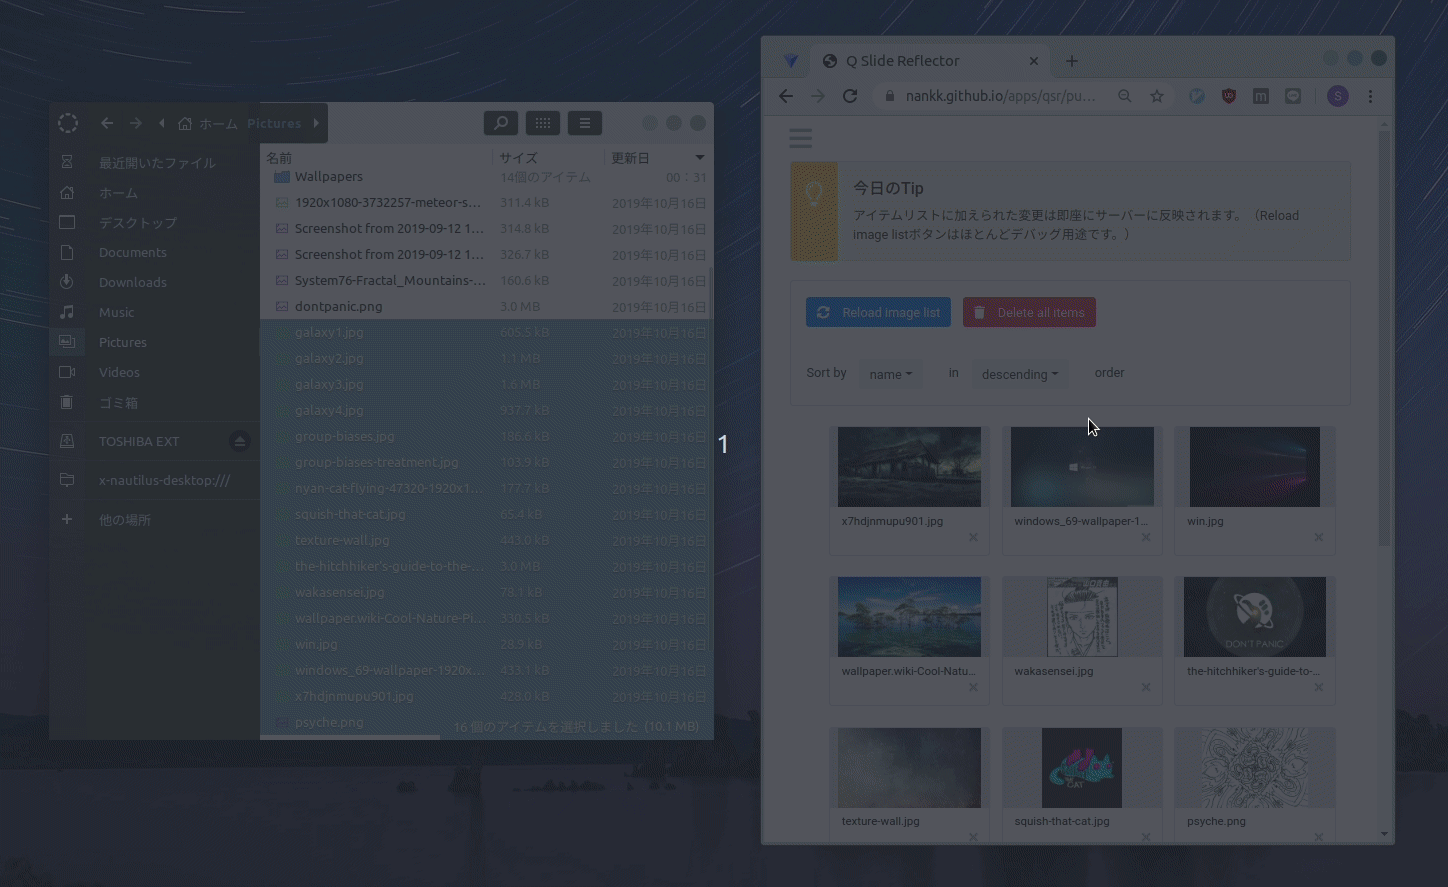 ホーム Pictures
最近開いたファイル
ホーム
デスクトップ
Documents
Downloads
Music
Pictures
Videos
ゴミ箱
TOSHIBA EXT
x-nautilus-desktop:///
他の場所
名前 サイズ 更新日
Wallpapers 14個のアイテム 00：31
1920x1080-3732257-meteor-s... 311.4 kB 2019年10月16日
Screenshot from 2019-09-12 1... 314.8 kB 2019年10月16日
Screenshot from 2019-09-12 1... 326.7 kB 2019年10月16日
System76-Fractal_Mountains-... 160.6 kB 2019年10月16日
dontpanic.png 3.0 MB 2019年10月16日
galaxy1.jpg 605.5 kB 2019年10月16日
galaxy2.jpg 1.1 MB 2019年10月16日
galaxy3.jpg 1.6 MB 2019年10月16日
galaxy4.jpg 937.7 kB 2019年10月16日
group-biases.jpg 186.6 kB 2019年10月16日
group-biases-treatment.jpg 103.9 kB 2019年10月16日
nyan-cat-flying-47320-1920x1... 177.7 kB 2019年10月16日
squish-that-cat.jpg 65.4 kB 2019年10月16日
texture-wall.jpg 443.0 kB 2019年10月16日
the-hitchhiker's-guide-to-the-... 3.0 MB 2019年10月16日
wakasensei.jpg 78.1 kB 2019年10月16日
wallpaper.wiki-Cool-Nature-Pi... 330.5 kB 2019年10月16日
win.jpg 28.9 kB 2019年10月16日
windows_69-wallpaper-1920x... 433.1 kB 2019年10月16日
x7hdjnmupu901.jpg 428.0 kB 2019年10月16日
psyche.png
16 個のアイテムを選択しました (10.1 MB)
1
Q Slide Reflector
nankk.github.io/apps/qsr/pu...
S
今日のTip
アイテムリストに加えられた変更は即座にサーバーに反映されます。（Reload
image listボタンはほとんどデバッグ用途です。）
Reload image list Delete all items
Sort by name in descending order
x7hdjnmupu901.jpg windows_69-wallpaper-1... win.jpg
DON'T PANIC
wallpaper.wiki-Cool-Natu... wakasensei.jpg the-hitchhiker's-guide-to-...
CAT
texture-wall.jpg squish-that-cat.jpg psyche.png